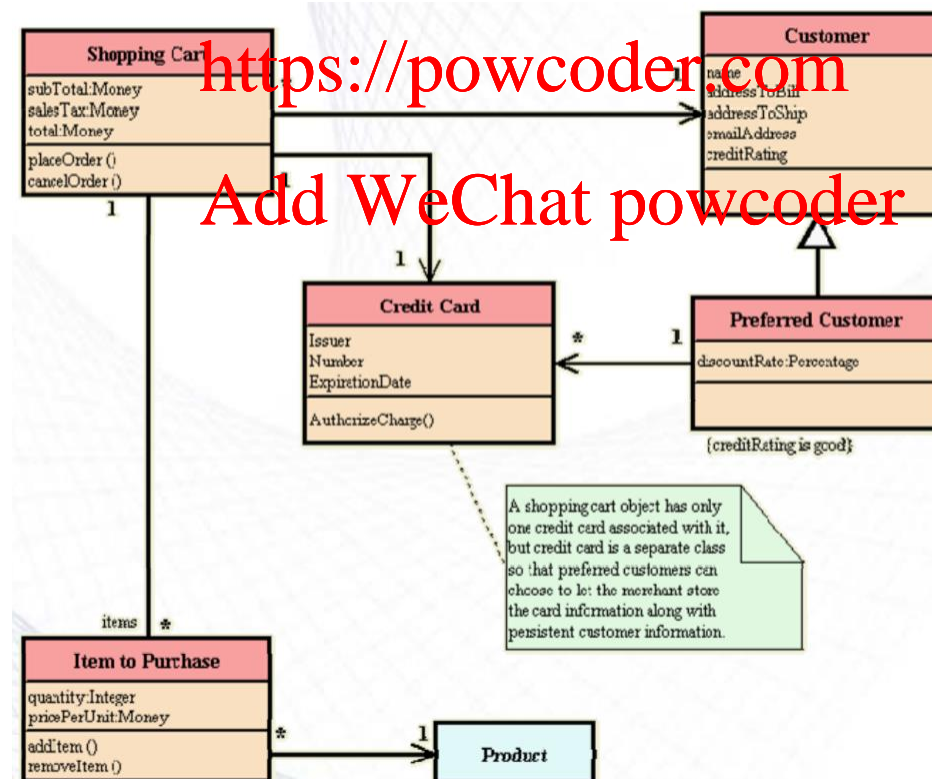 Shopping Cart
subTotal:Money
salesTax:Money
total:Money
placeOrder ()
cancelOrder ()
https://powcoder.com
Add WeChat powcoder
Customer
name
addressToBill
addressToShip
emailAddress
creditRating
1
1
1
1
Credit Card
Issuer
Number
ExpirationDate
AuthorizeCharge()
*
1
Preferred Customer
discountRate:Percentage
{creditRating is good}
A shopping cart object has only
one credit card associated with it,
but credit card is a separate class
so that preferred customers can
choose to let the merchant store
the card information along with
persistent customer information.
items
*
Item to Purchase
quantity:Integer
pricePerUnit:Money
addItem ()
removeItem ()
*
1
Product